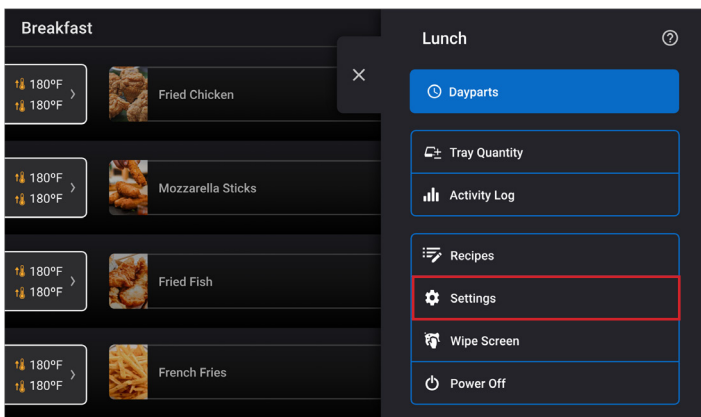 Breakfast
180ºF
180ºF
Fried Chicken
180ºF
180ºF
Mozzarella Sticks
180ºF
180ºF
Fried Fish
180ºF
180ºF
French Fries
Lunch
Dayparts
Tray Quantity
Activity Log
Recipes
Settings
Wipe Screen
Power Off